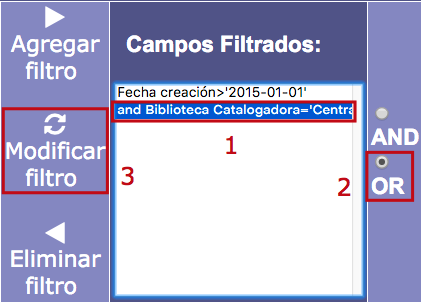 Agregar
filtro
Modificar
filtro
Eliminar
filtro
Campos Filtrados:
Fecha creación>'2015-01-01'
and Biblioteca Catalogadora='Centra
1
2
3
AND
OR